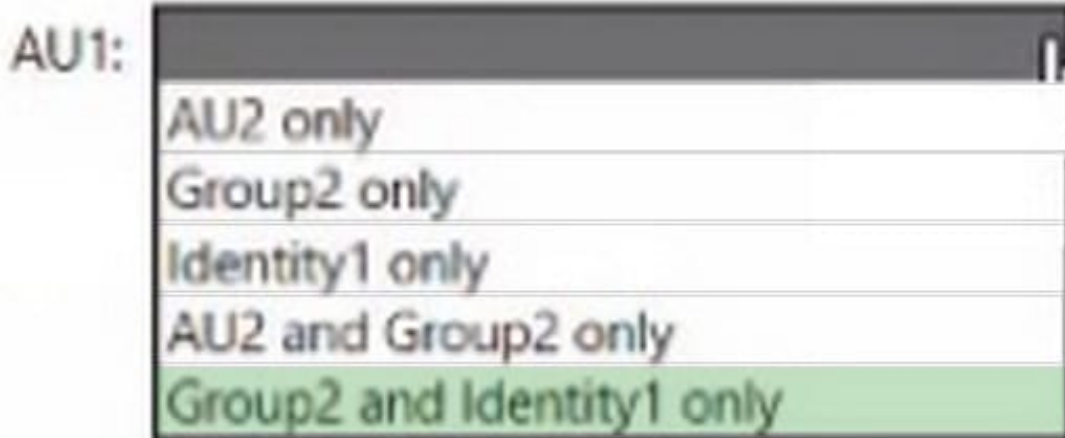 AU1:
AU2 only
Group2 only
Identity1 only
AU2 and Group2 only
Group2 and Identity1 only